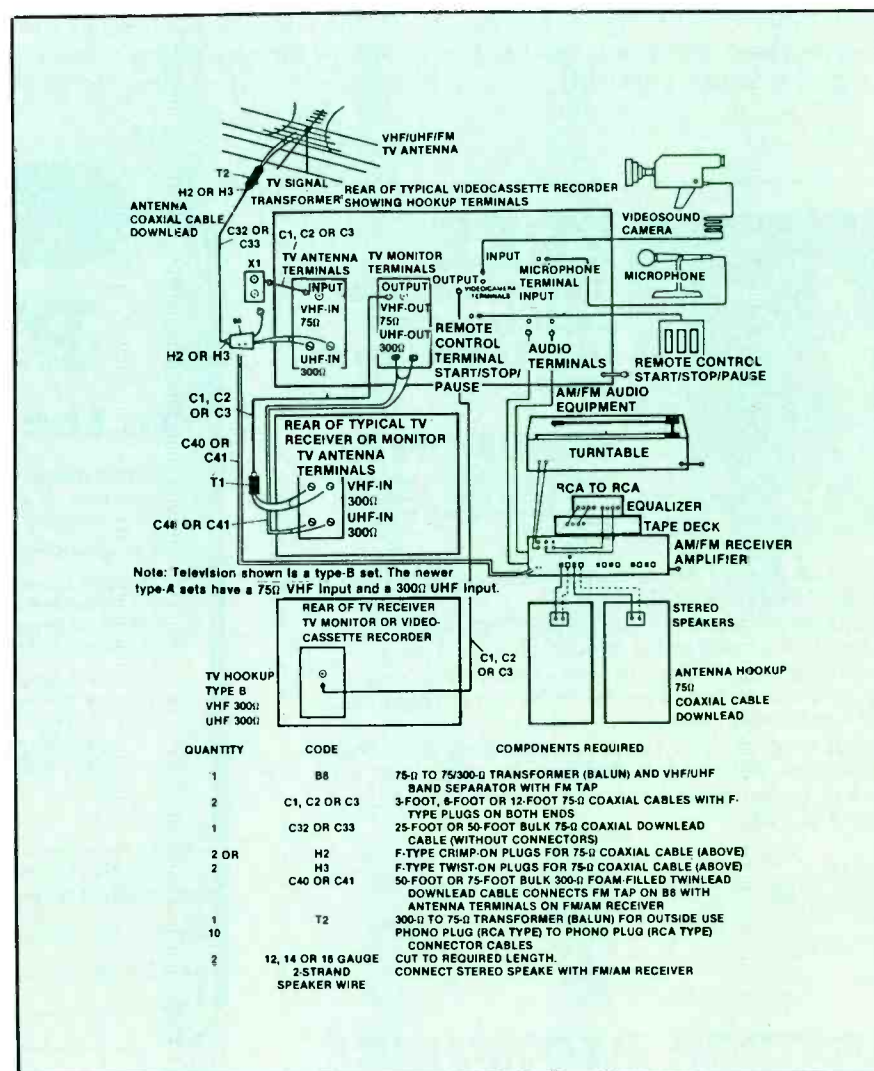 VHF/UHF/FM
TV ANTENNA
T2
H2 OR H3
TV SIGNAL
TRANSFORMER
ANTENNA
COAXIAL CABLE
DOWNLEAD
REAR OF TYPICAL VIDEOCASSETTE RECORDER
SHOWING HOOKUP TERMINALS
VIDEOSOUND
CAMERA
C32 OR
C33
C1, C2 OR C3
X1
TV ANTENNA
TERMINALS
INPUT
VHF-IN
75Ω
UHF-IN
300Ω
TV MONITOR
TERMINALS
OUTPUT
VHF-OUT
75Ω
UHF-OUT
300Ω
INPUT
OUTPUT
VIDEOCAMERA
TERMINALS
MICROPHONE
TERMINAL
INPUT
MICROPHONE
REMOTE
CONTROL
TERMINAL
START/STOP/
PAUSE
AUDIO
TERMINALS
REMOTE CONTROL
START/STOP/PAUSE
H2 OR H3
AM/FM AUDIO
EQUIPMENT
C1, C2
OR C3
C40 OR
C41
T1
REAR OF TYPICAL TV
RECEIVER OR MONITOR
TV ANTENNA
TERMINALS
VHF-IN
300Ω
UHF-IN
300Ω
C48 OR C41
TURNTABLE
RCA TO RCA
EQUALIZER
TAPE DECK
AM/FM RECEIVER
AMPLIFIER
Note: Television shown is a type-B set. The newer
type-A sets have a 75Ω VHF Input and a 300Ω UHF Input.
REAR OF TV RECEIVER
TV MONITOR OR VIDEO-
CASSETTE RECORDER
STEREO
SPEAKERS
C1, C2
OR C3
TV HOOKUP
TYPE B
VHF 300Ω
UHF 300Ω
ANTENNA HOOKUP
75Ω
COAXIAL CABLE
DOWNLEAD
QUANTITY CODE COMPONENTS REQUIRED
1 B8 75-Ω TO 75/300-Ω TRANSFORMER (BALUN) AND VHF/UHF
BAND SEPARATOR WITH FM TAP
2 C1, C2 OR C3 3-FOOT, 6-FOOT OR 12-FOOT 75-Ω COAXIAL CABLES WITH F-
TYPE PLUGS ON BOTH ENDS
1 C32 OR C33 25-FOOT OR 50-FOOT BULK 75-Ω COAXIAL DOWNLEAD
CABLE (WITHOUT CONNECTORS)
2 OR H2 F-TYPE CRIMP-ON PLUGS FOR 75-Ω COAXIAL CABLE (ABOVE)
2 H3 F-TYPE TWIST-ON PLUGS FOR 75-Ω COAXIAL CABLE (ABOVE)
C40 OR C41 50-FOOT OR 75-FOOT BULK 300-Ω FOAM-FILLED TWINLEAD
DOWNLEAD CABLE CONNECTS FM TAP ON B8 WITH
ANTENNA TERMINALS ON FM/AM RECEIVER
1 T2 300-Ω TO 75-Ω TRANSFORMER (BALUN) FOR OUTSIDE USE
10 PHONO PLUG (RCA TYPE) TO PHONO PLUG (RCA TYPE)
CONNECTOR CABLES
2 12, 14 OR 16 GAUGE CUT TO REQUIRED LENGTH.
2-STRAND CONNECT STEREO SPEAKE WITH FM/AM RECEIVER
SPEAKER WIRE